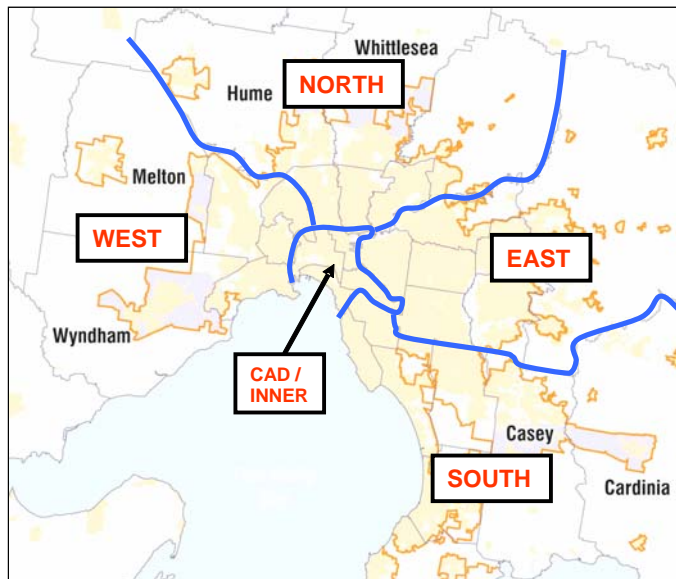 Whittlesea
NORTH
Hume
Melton
WEST
EAST
Wyndham
CAD /
INNER
Casey
SOUTH
Cardinia